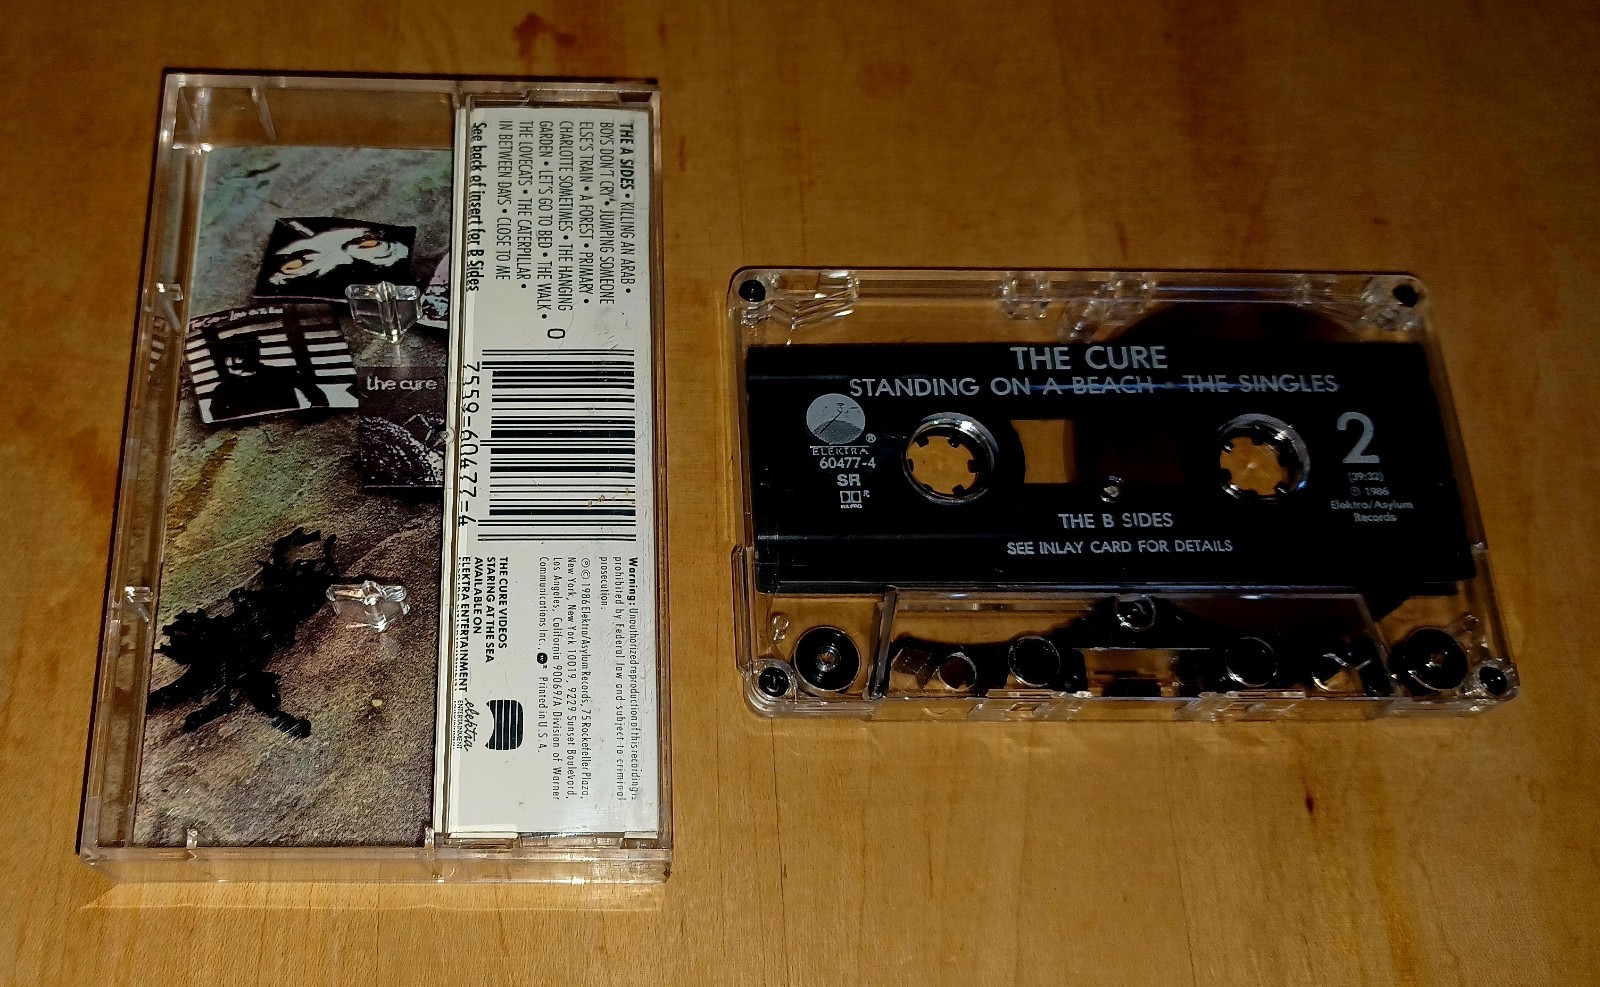 THE A SIDES • KILLING AN ARAB •
BOYS DON'T CRY • JUMPING SOMEONE
ELSE'S TRAIN • A FOREST • PRIMARY •
CHARLOTTE SOMETIMES • THE HANGING
GARDEN • LET'S GO TO BED • THE WALK •
THE LOVECATS • THE CATERPILLAR •
IN BETWEEN DAYS • CLOSE TO ME
See back of insert for B Sides
0
7559-60477-4
Warning: Unauthorized reproduction of this recording is
prohibited by Federal law and subject to criminal
prosecution.
℗© 1986 Elektra/Asylum Records, 75 Rockefeller Plaza,
New York, New York 10019, 9229 Sunset Boulevard,
Los Angeles, California 90069/A Division of Warner
Communications Inc., Printed in U.S.A.
THE CURE VIDEOS
STARING AT THE SEA
AVAILABLE ON
ELEKTRA ENTERTAINMENT
elektra
ENTERTAINMENT
the cure
THE CURE
STANDING ON A BEACH - THE SINGLES
ELEKTRA ®
60477-4
SR
2
[39:32]
℗ 1986
Elektra/Asylum
Records
THE B SIDES
SEE INLAY CARD FOR DETAILS